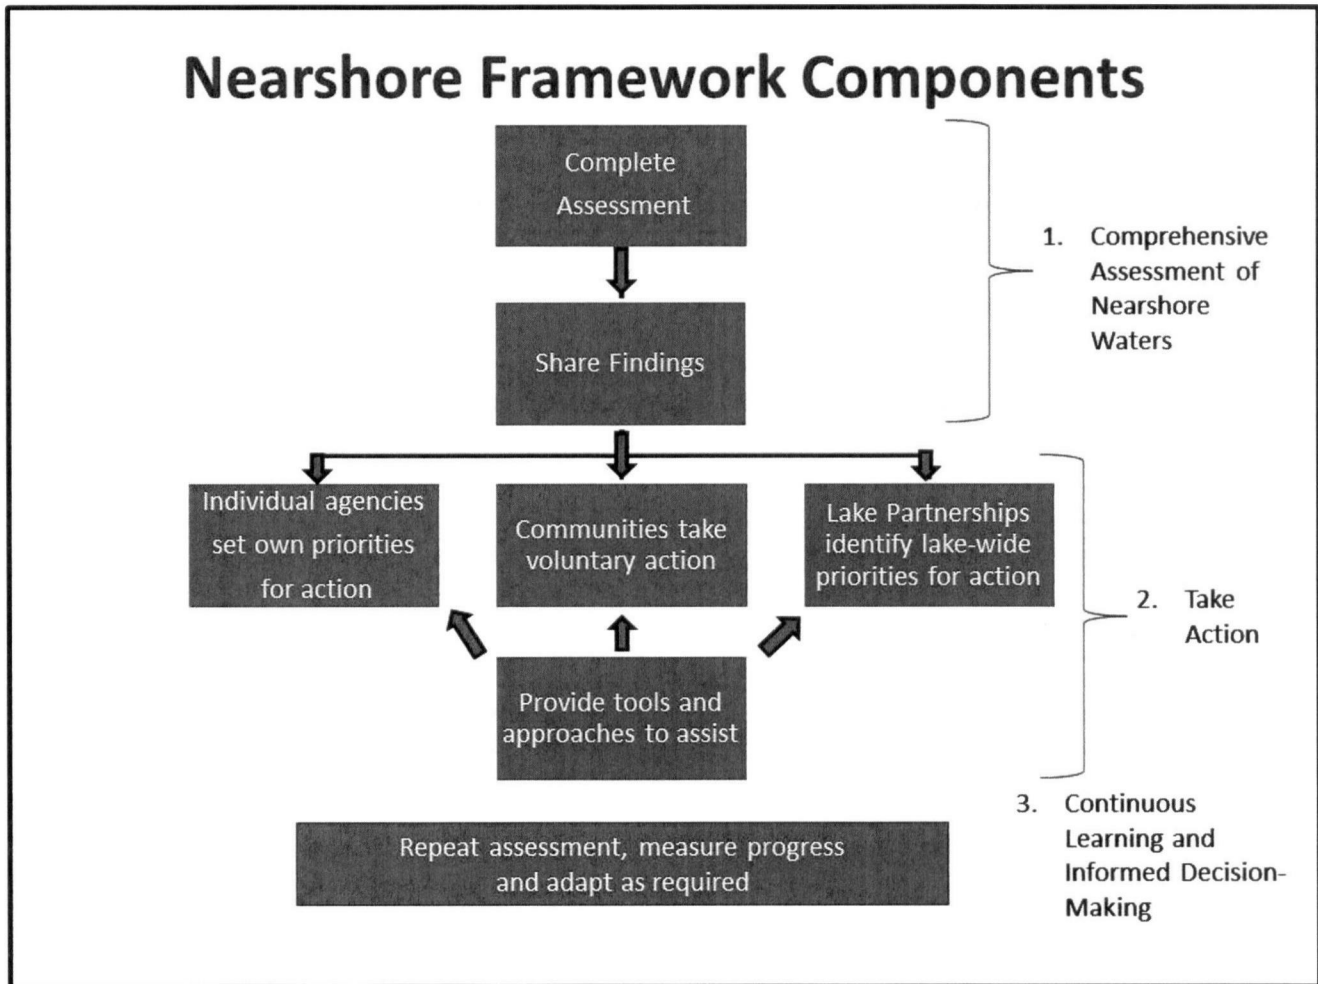 Nearshore Framework Components
Complete
Assessment
1. Comprehensive
Assessment of
Nearshore
Waters
Share Findings
Individual agencies
set own priorities
for action
Communities take
voluntary action
Lake Partnerships
identify lake-wide
priorities for action
2. Take
Action
Provide tools and
approaches to assist
3. Continuous
Learning and
Informed Decision-
Making
Repeat assessment, measure progress
and adapt as required